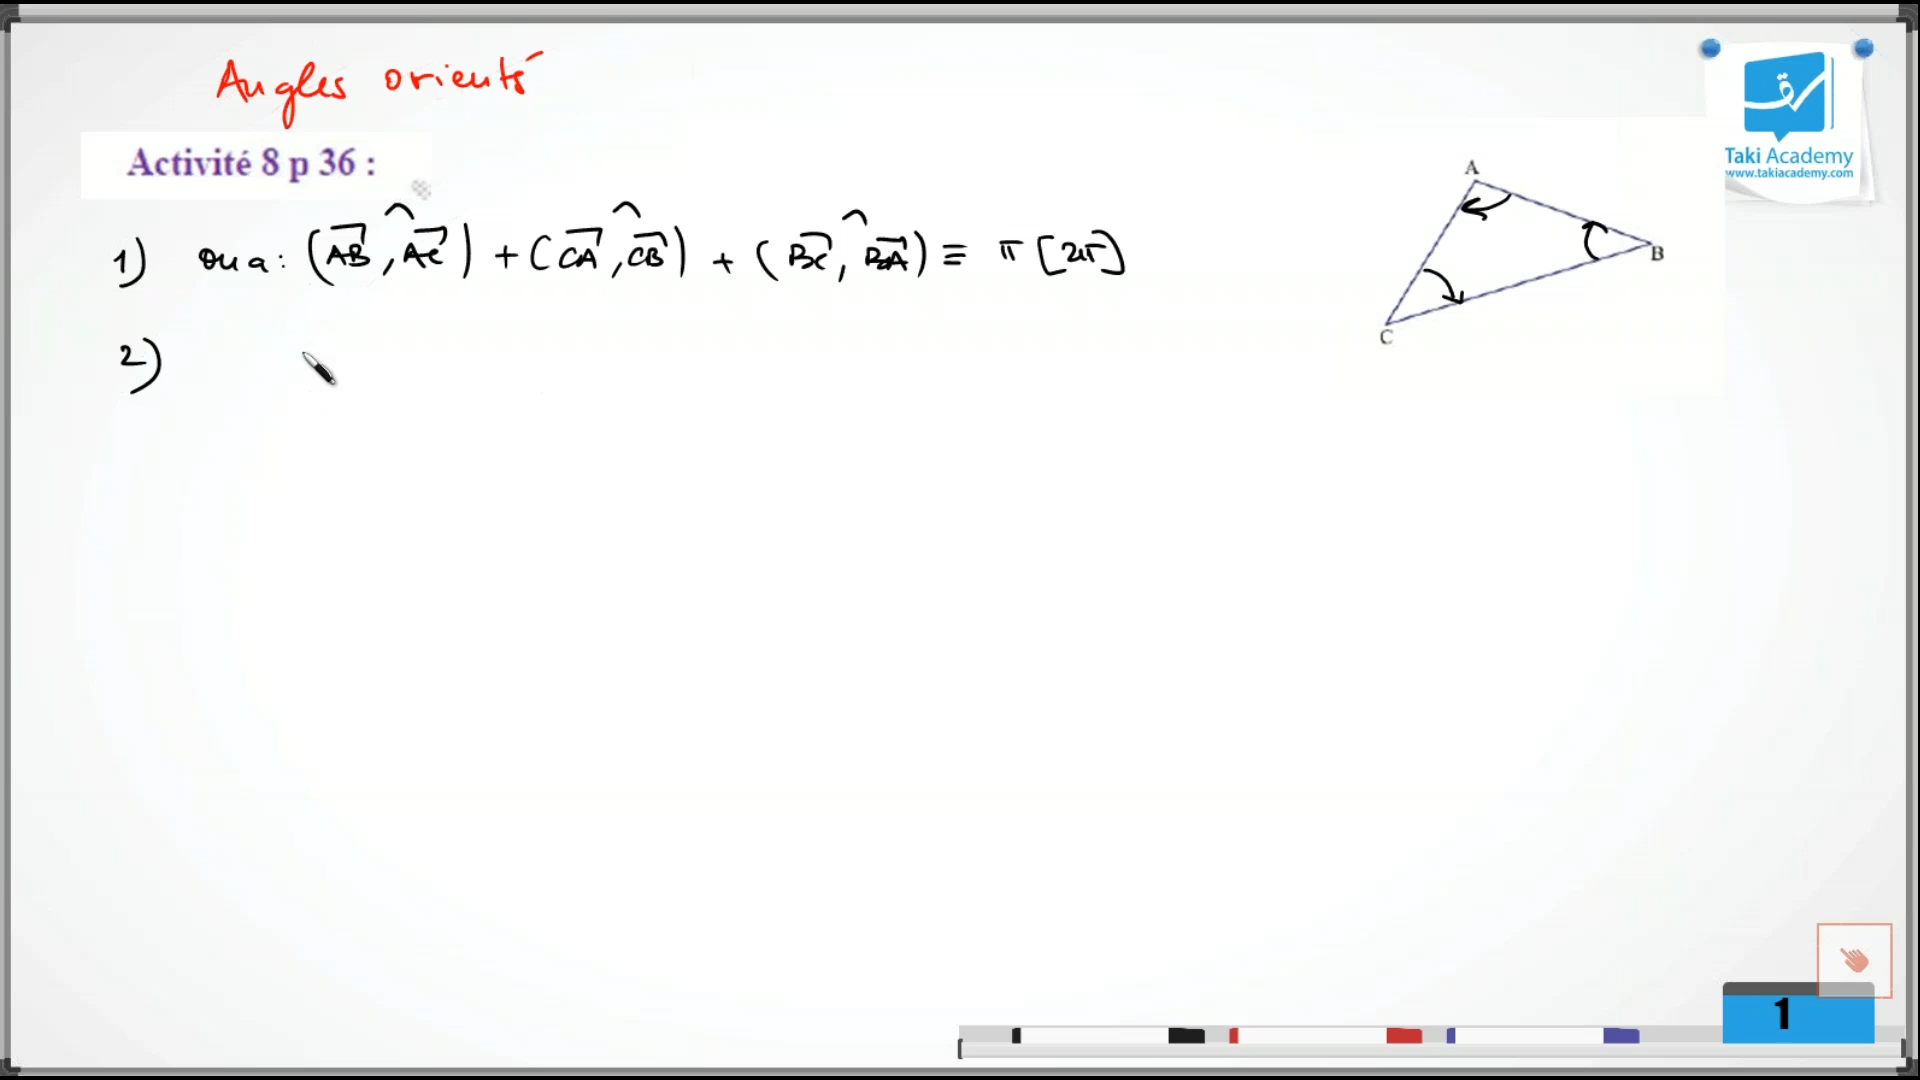 Angles orienté
Activité 8 p 36 :
1) on a : (AB, AC) + (CA, CB) + (BC, BA) ≡ π [2π]
2)
A
B
C
ق
Taki Academy
www.takiacademy.com
1